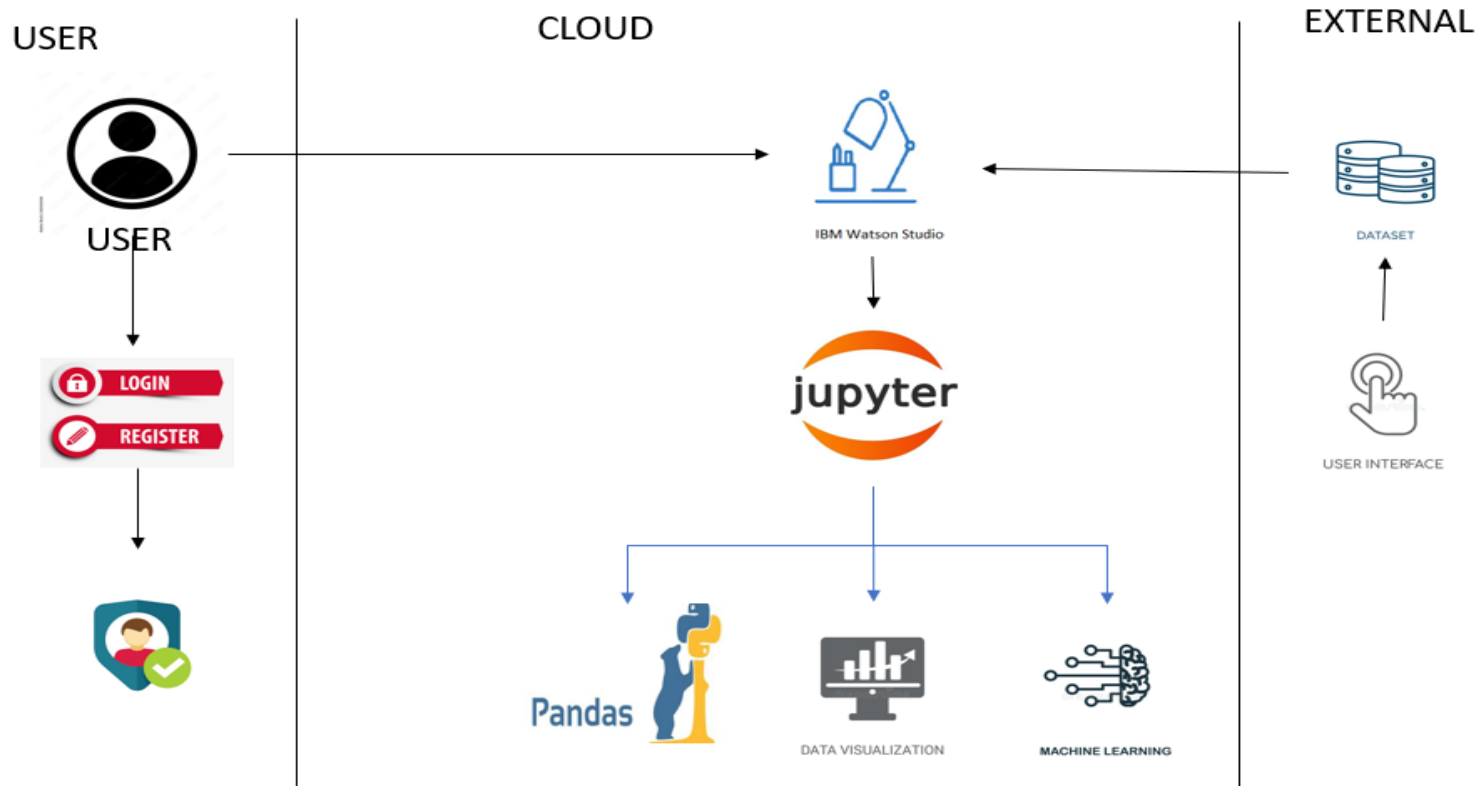 USER
CLOUD
EXTERNAL
USER
IBM Watson Studio
DATASET
LOGIN
REGISTER
jupyter
USER INTERFACE
Pandas
DATA VISUALIZATION
MACHINE LEARNING